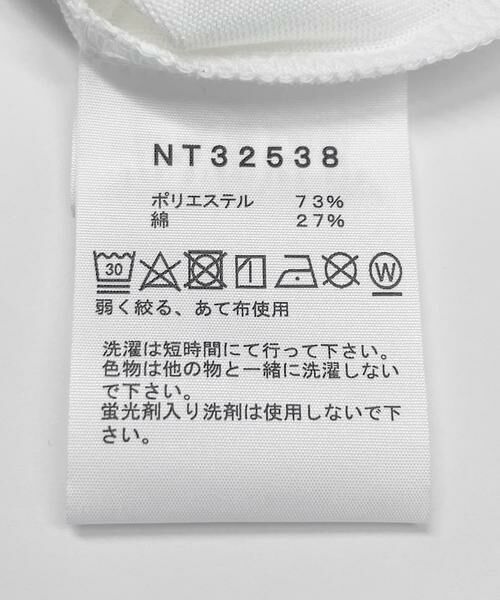 NT32538
ポリエステル 73%
綿 27%
30 W
弱く絞る、あて布使用
洗濯は短時間にて行って下さい。
色物は他の物と一緒に洗濯しない
で下さい。
蛍光剤入り洗剤は使用しないで下
さい。